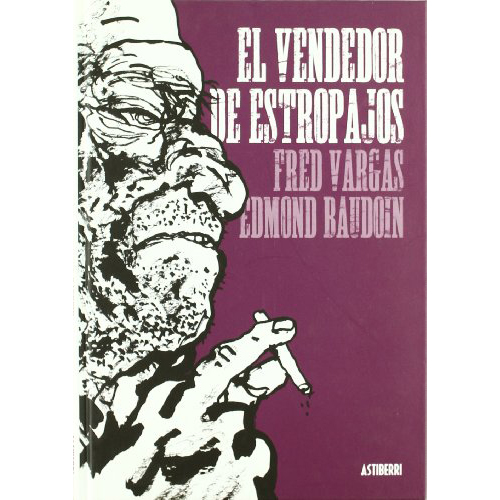 EL VENDEDOR
DE ESTROPAJOS
FRED VARGAS
EDMOND BAUDOIN
ASTIBERRI